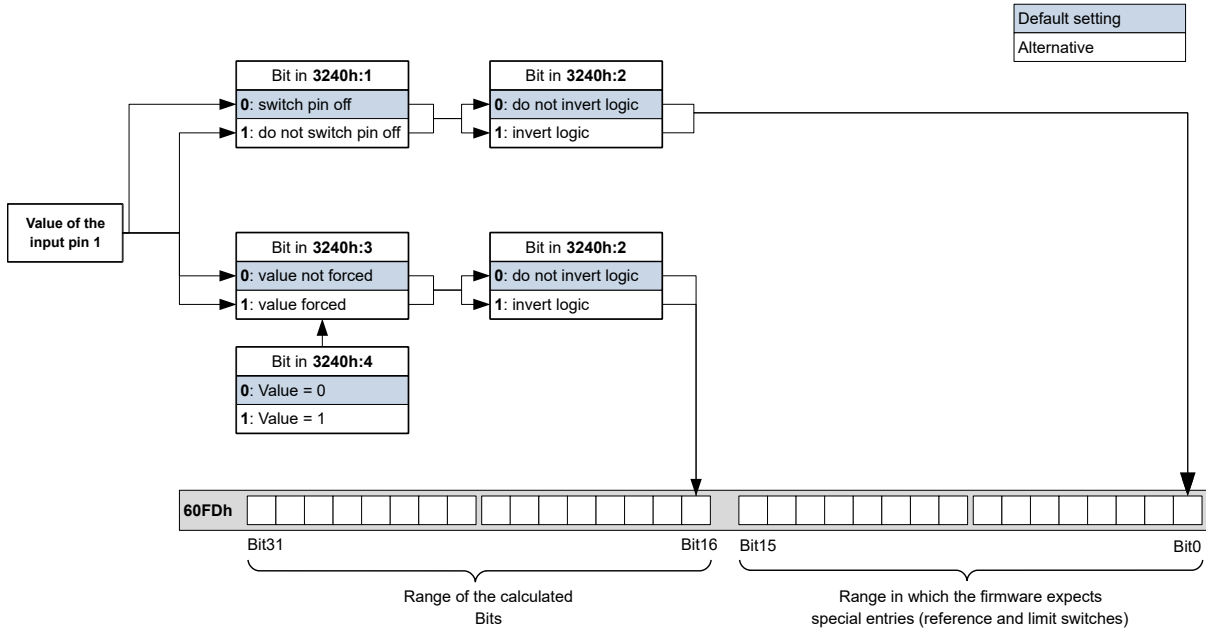 Default setting
Alternative
Bit in 3240h:1
0: switch pin off
1: do not switch pin off
Bit in 3240h:2
0: do not invert logic
1: invert logic
Value of the
input pin 1
Bit in 3240h:3
0: value not forced
1: value forced
Bit in 3240h:2
0: do not invert logic
1: invert logic
Bit in 3240h:4
0: Value = 0
1: Value = 1
60FDh
Bit31
Bit16
Bit15
Bit0
Range of the calculated
Bits
Range in which the firmware expects
special entries (reference and limit switches)